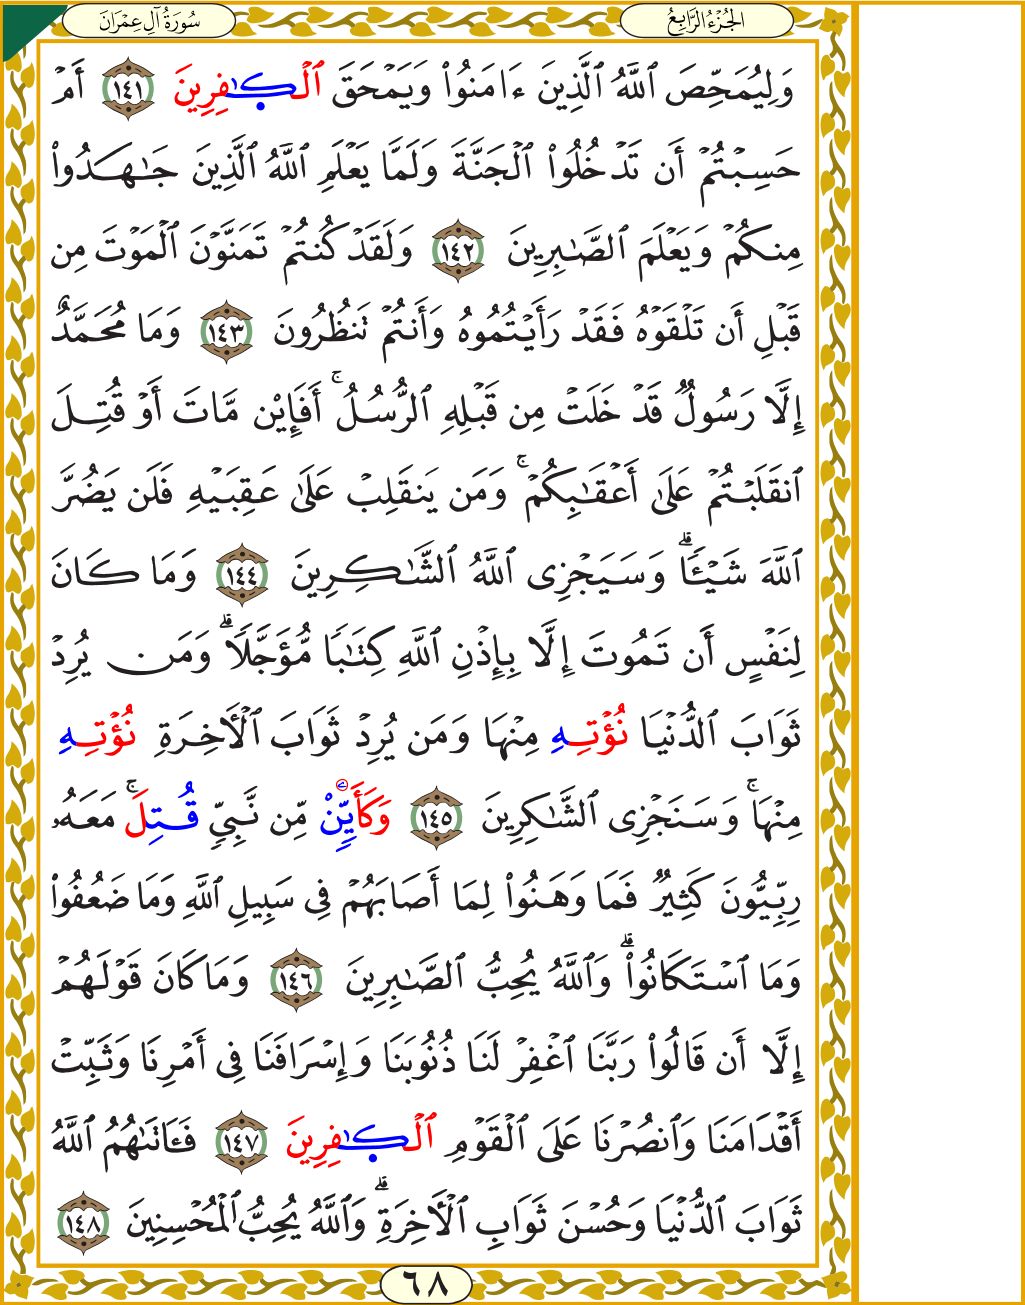 الجُزْءُ الرَّابِعُ
سُورَةُ آلِ عِمْرَانَ
وَلِيُمَحِّصَ ٱللَّهُ ٱلَّذِينَ ءَامَنُوا۟ وَيَمْحَقَ ٱلْكَـٰفِرِينَ ١٤١ أَمْ
حَسِبْتُمْ أَن تَدْخُلُوا۟ ٱلْجَنَّةَ وَلَمَّا يَعْلَمِ ٱللَّهُ ٱلَّذِينَ جَـٰهَدُوا۟
مِنكُمْ وَيَعْلَمَ ٱلصَّـٰبِرِينَ ١٤٢ وَلَقَدْ كُنتُمْ تَمَنَّوْنَ ٱلْمَوْتَ مِن
قَبْلِ أَن تَلْقَوْهُ فَقَدْ رَأَيْتُمُوهُ وَأَنتُمْ تَنظُرُونَ ١٤٣ وَمَا مُحَمَّدٌ
إِلَّا رَسُولٌ قَدْ خَلَتْ مِن قَبْلِهِ ٱلرُّسُلُ ۚ أَفَإِي۟ن مَّاتَ أَوْ قُتِلَ
ٱنقَلَبْتُمْ عَلَىٰ أَعْقَـٰبِكُمْ ۚ وَمَن يَنقَلِبْ عَلَىٰ عَقِبَيْهِ فَلَن يَضُرَّ
ٱللَّهَ شَيْـًٔا ۗ وَسَيَجْزِى ٱللَّهُ ٱلشَّـٰكِرِينَ ١٤٤ وَمَا كَانَ
لِنَفْسٍ أَن تَمُوتَ إِلَّا بِإِذْنِ ٱللَّهِ كِتَـٰبًا مُّؤَجَّلًا ۗ وَمَن يُرِدْ
ثَوَابَ ٱلدُّنْيَا نُؤْتِهِ مِنْهَا وَمَن يُرِدْ ثَوَابَ ٱلْأَخِرَةِ نُؤْتِهِ
مِنْهَا ۚ وَسَنَجْزِى ٱلشَّـٰكِرِينَ ١٤٥ وَكَأَيِّنْ مِّن نَّبِىٍّ قُتِلَ ۚ مَعَهُۥ
رِبِّيُّونَ كَثِيرٌ فَمَا وَهَنُوا۟ لِمَا أَصَابَهُمْ فِى سَبِيلِ ٱللَّهِ وَمَا ضَعُفُوا۟
وَمَا ٱسْتَكَانُوا۟ ۗ وَٱللَّهُ يُحِبُّ ٱلصَّـٰبِرِينَ ١٤٦ وَمَا كَانَ قَوْلَهُمْ
إِلَّا أَن قَالُوا۟ رَبَّنَا ٱغْفِرْ لَنَا ذُنُوبَنَا وَإِسْرَافَنَا فِى أَمْرِنَا وَثَبِّتْ
أَقْدَامَنَا وَٱنصُرْنَا عَلَى ٱلْقَوْمِ ٱلْكَـٰفِرِينَ ١٤٧ فَـَٔاتَىٰهُمُ ٱللَّهُ
ثَوَابَ ٱلدُّنْيَا وَحُسْنَ ثَوَابِ ٱلْأَخِرَةِ ۗ وَٱللَّهُ يُحِبُّ ٱلْمُحْسِنِينَ ١٤٨
٦٨